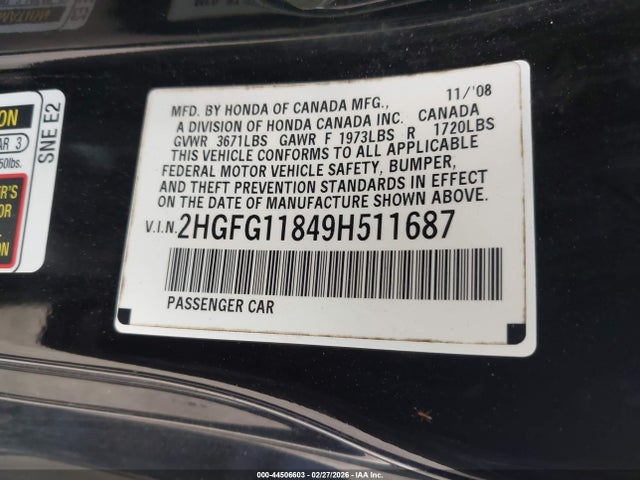 MFD. BY HONDA OF CANADA MFG., 11/'08
A DIVISION OF HONDA CANADA INC. CANADA
GVWR 3671LBS GAWR F 1973LBS R 1720LBS
THIS VEHICLE CONFORMS TO ALL APPLICABLE
FEDERAL MOTOR VEHICLE SAFETY, BUMPER,
AND THEFT PREVENTION STANDARDS IN EFFECT
ON THE DATE OF MANUFACTURE SHOWN ABOVE.
V.I.N. 2HGFG11849H511687
PASSENGER CAR
SNE E2
000-44506603 - 02/27/2026 - IAAI.COM